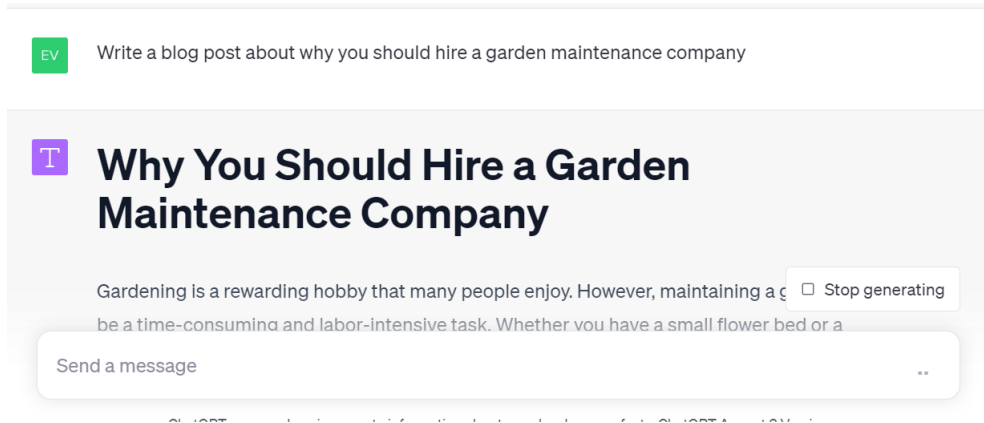 EV
Write a blog post about why you should hire a garden maintenance company
T
Why You Should Hire a Garden
Maintenance Company
Gardening is a rewarding hobby that many people enjoy. However, maintaining a g
Stop generating
be a time-consuming and labor-intensive task. Whether you have a small flower bed or a
Send a message